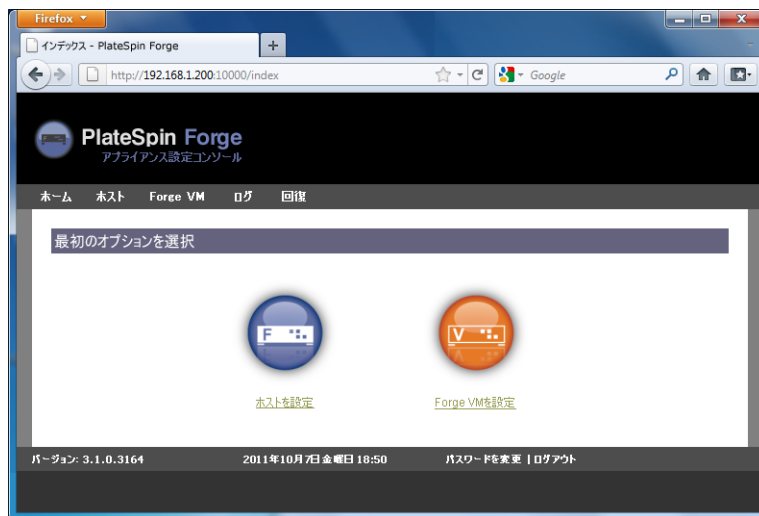 Firefox
インデックス - PlateSpin Forge
http://192.168.1.200:10000/index
Google
PlateSpin Forge
アプライアンス設定コンソール
ホーム ホスト Forge VM ログ 回復
最初のオプションを選択
F
V
ホストを設定
Forge VMを設定
バージョン: 3.1.0.3164 2011年10月7日金曜日 18:50 パスワードを変更 | ログアウト